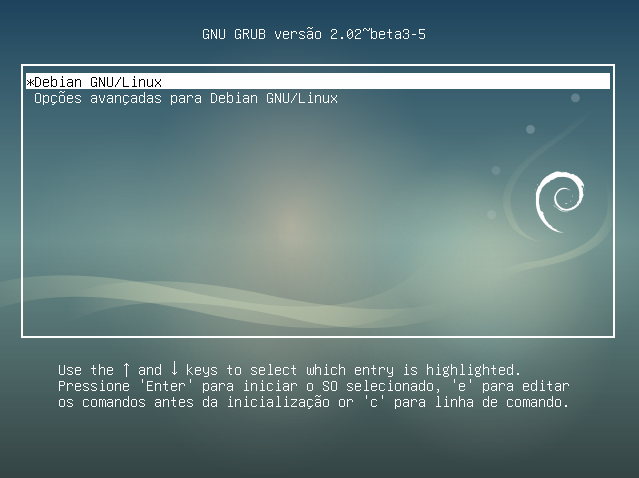 GNU GRUB versão 2.02~beta3-5
*Debian GNU/Linux
Opções avançadas para Debian GNU/Linux
Use the ↑ and ↓ keys to select which entry is highlighted.
Pressione 'Enter' para iniciar o SO selecionado, 'e' para editar
os comandos antes da inicialização or 'c' para linha de comando.